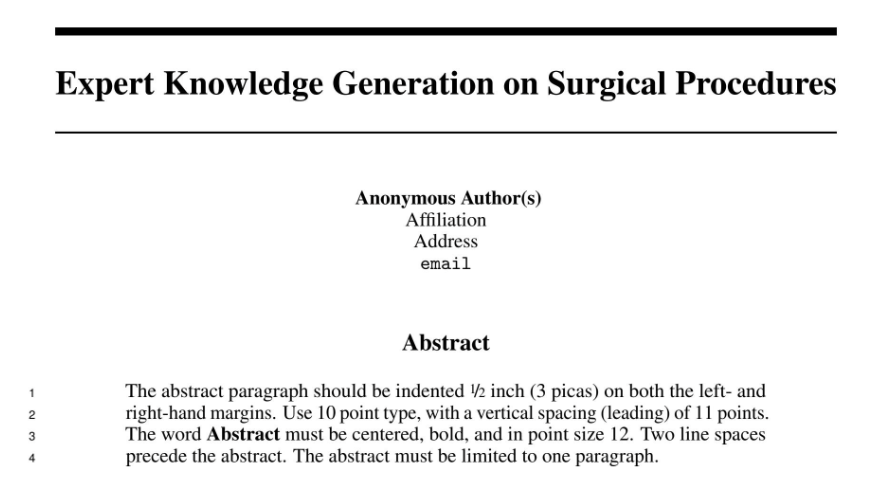 Expert Knowledge Generation on Surgical Procedures
Anonymous Author(s)
Affiliation
Address
email
Abstract
1 The abstract paragraph should be indented ½ inch (3 picas) on both the left- and
2 right-hand margins. Use 10 point type, with a vertical spacing (leading) of 11 points.
3 The word Abstract must be centered, bold, and in point size 12. Two line spaces
4 precede the abstract. The abstract must be limited to one paragraph.